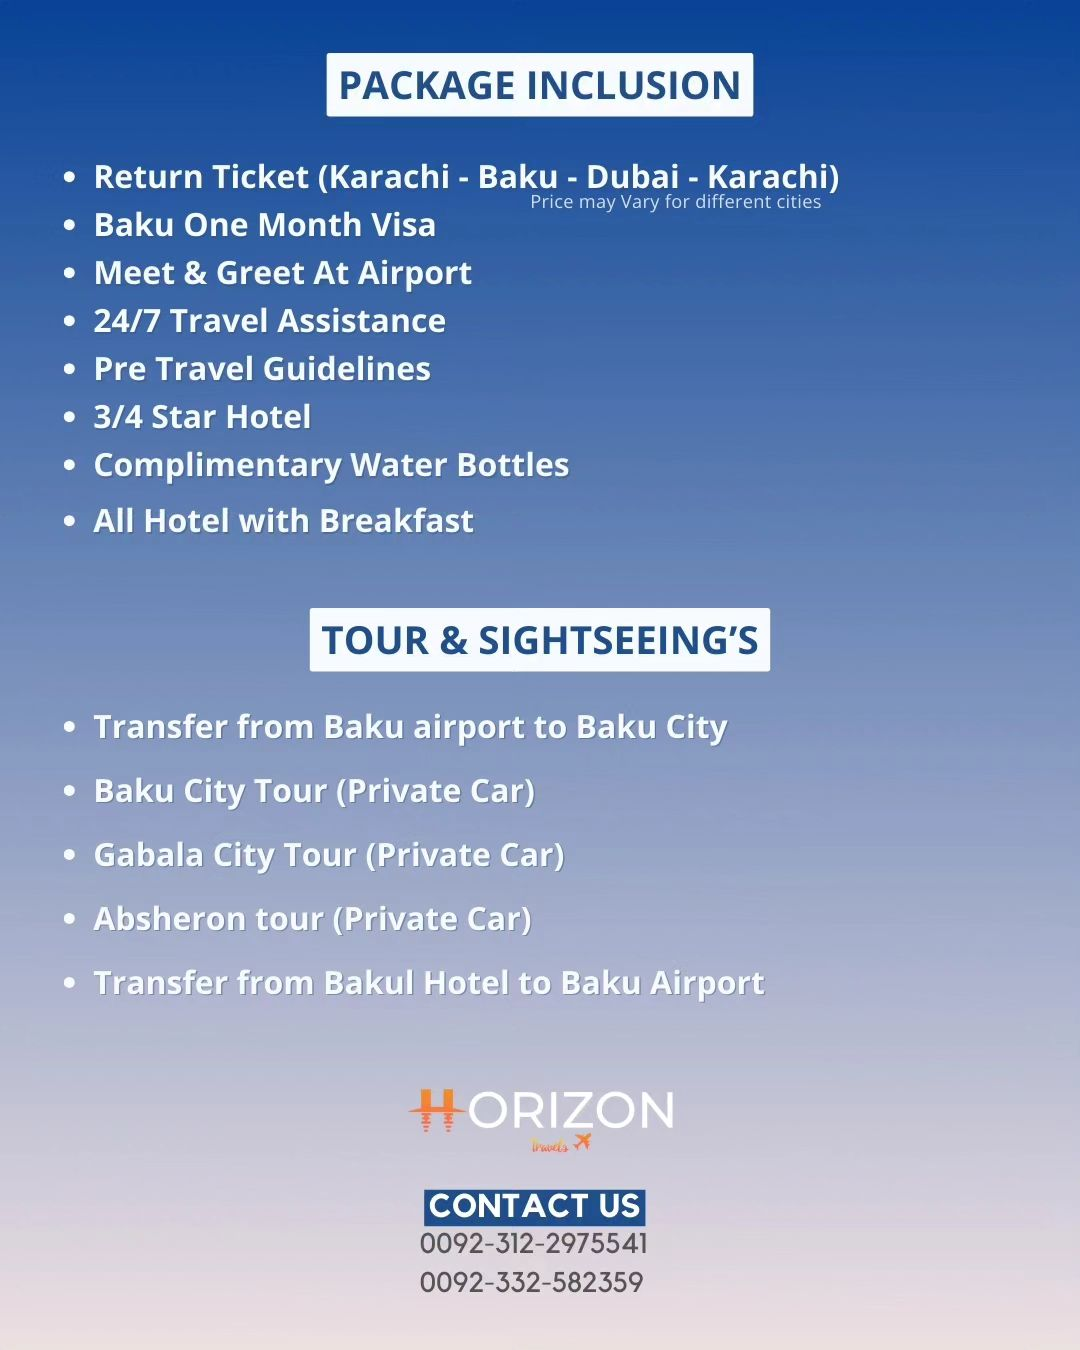 PACKAGE INCLUSION
• Return Ticket (Karachi - Baku - Dubai - Karachi)
Price may Vary for different cities
• Baku One Month Visa
• Meet & Greet At Airport
• 24/7 Travel Assistance
• Pre Travel Guidelines
• 3/4 Star Hotel
• Complimentary Water Bottles
• All Hotel with Breakfast
TOUR & SIGHTSEEING’S
• Transfer from Baku airport to Baku City
• Baku City Tour (Private Car)
• Gabala City Tour (Private Car)
• Absheron tour (Private Car)
• Transfer from Bakul Hotel to Baku Airport
HORIZON
Travels
CONTACT US
0092-312-2975541
0092-332-582359